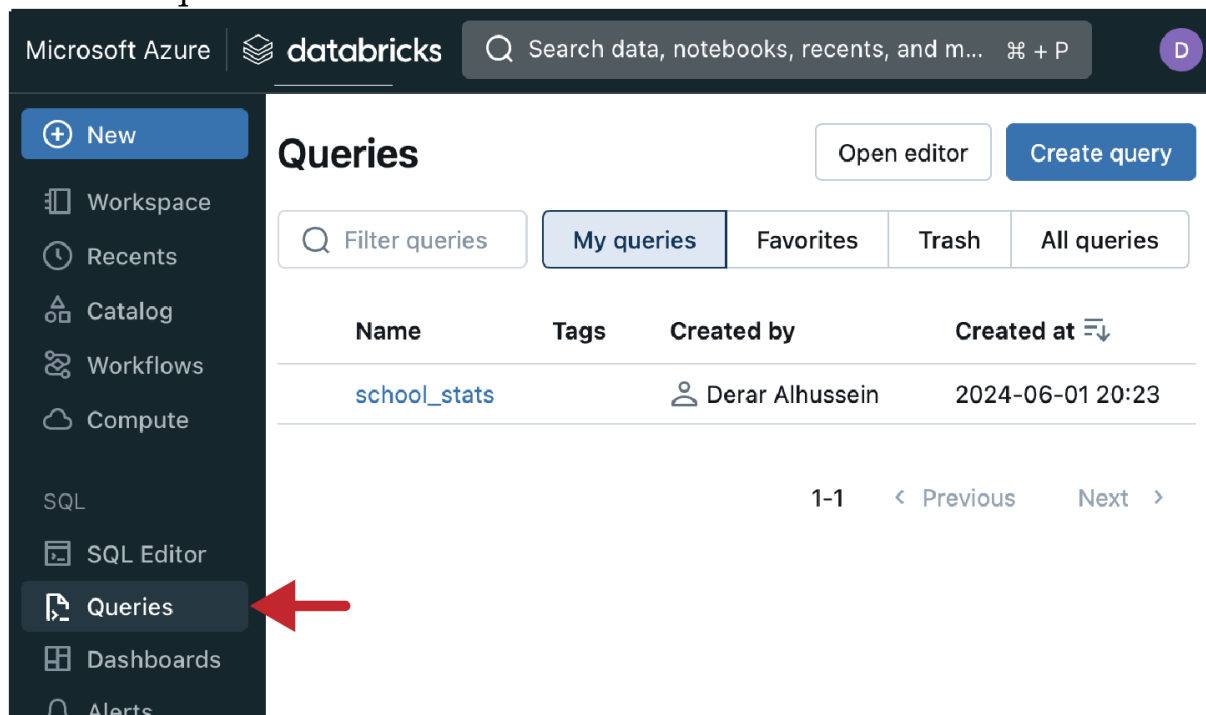 Microsoft Azure databricks Search data, notebooks, recents, and m... ⌘ + P D
New
Workspace
Recents
Catalog
Workflows
Compute
SQL
SQL Editor
Queries
Dashboards
Alerts
Queries Open editor Create query
Filter queries My queries Favorites Trash All queries
Name Tags Created by Created at
school_stats Derar Alhussein 2024-06-01 20:23
1-1 < Previous Next >